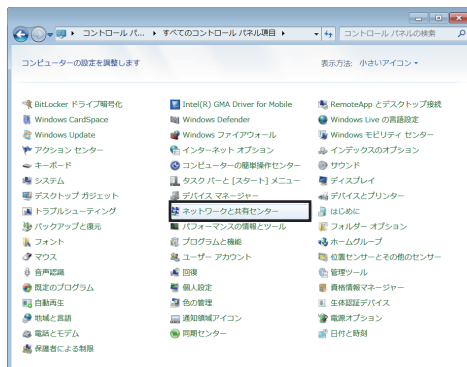 コントロール パ... ▸ すべてのコントロール パネル項目 ▸
コントロール パネルの検索
コンピューターの設定を調整します
表示方法: 小さいアイコン
BitLocker ドライブ暗号化
Intel(R) GMA Driver for Mobile
RemoteApp とデスクトップ接続
Windows CardSpace
Windows Defender
Windows Live の言語設定
Windows Update
Windows ファイアウォール
Windows モビリティ センター
アクション センター
インターネット オプション
インデックスのオプション
キーボード
コンピューターの簡単操作センター
サウンド
システム
タスク バーと [スタート] メニュー
ディスプレイ
デスクトップ ガジェット
デバイス マネージャー
デバイスとプリンター
トラブルシューティング
ネットワークと共有センター
はじめに
バックアップと復元
パフォーマンスの情報とツール
フォルダー オプション
フォント
プログラムと機能
ホームグループ
マウス
ユーザー アカウント
位置センサーとその他のセンサー
音声認識
回復
管理ツール
既定のプログラム
個人設定
資格情報マネージャー
自動再生
色の管理
生体認証デバイス
地域と言語
通知領域アイコン
電源オプション
電話とモデム
同期センター
日付と時刻
保護者による制限